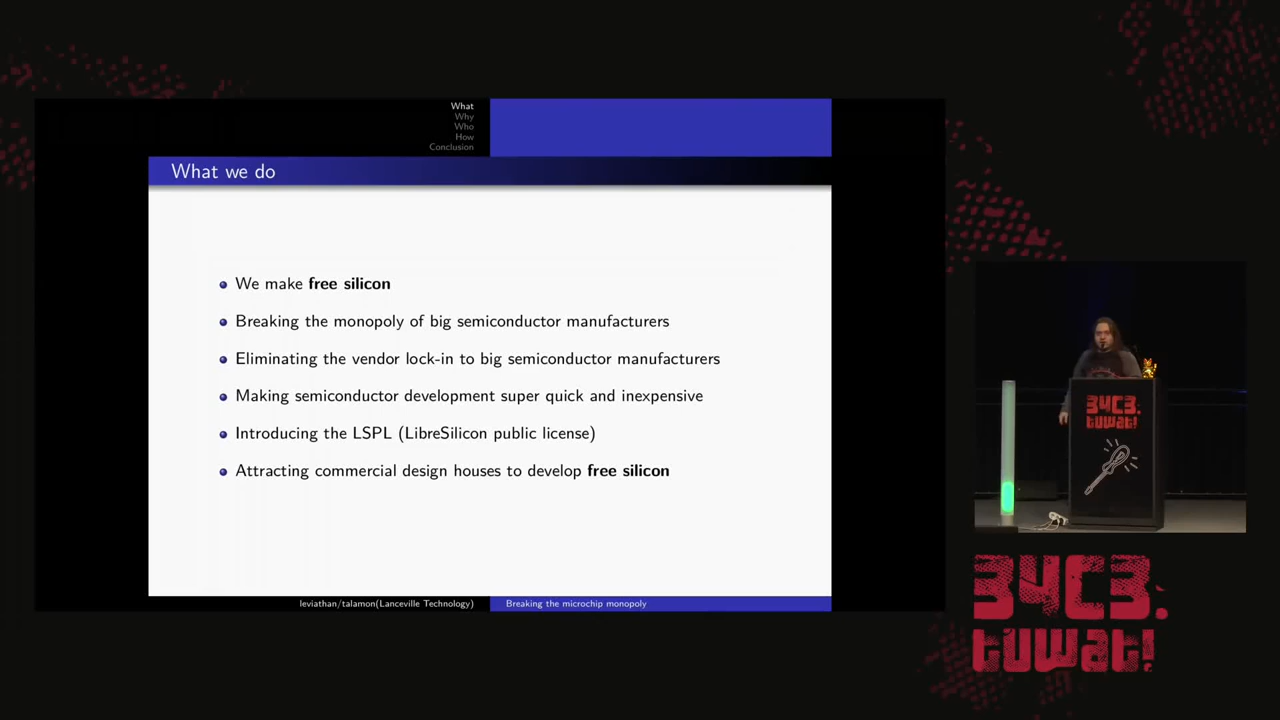 What
Why
Who
How
Conclusion
What we do
We make free silicon
Breaking the monopoly of big semiconductor manufacturers
Eliminating the vendor lock-in to big semiconductor manufacturers
Making semiconductor development super quick and inexpensive
Introducing the LSPL (LibreSilicon public license)
Attracting commercial design houses to develop free silicon
leviathan/talamon(Lanceville Technology)
Breaking the microchip monopoly
34C3.
tuwat!
34C3.
tuwat!